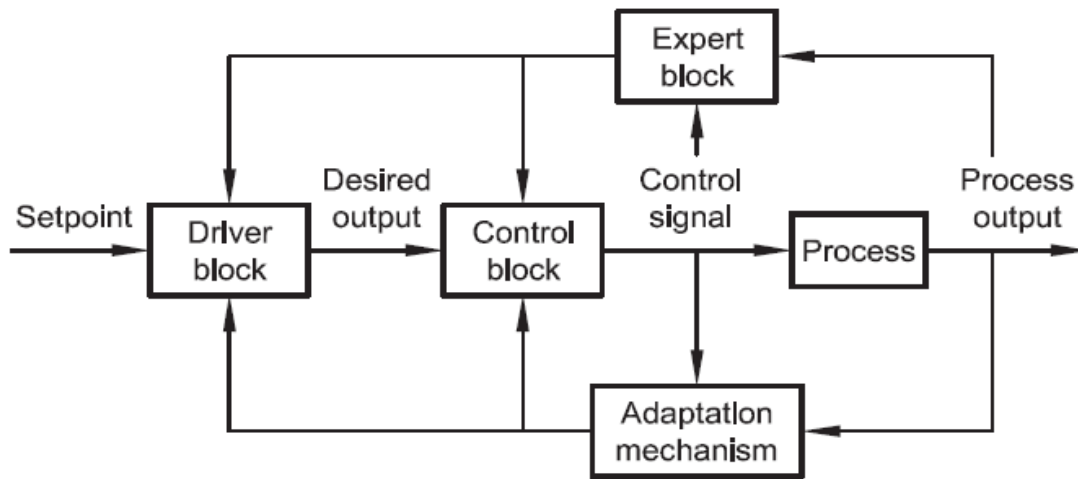 Expert
block
Desired
output
Control
signal
Process
output
Setpoint
Driver
block
Control
block
Process
Adaptation
mechanism